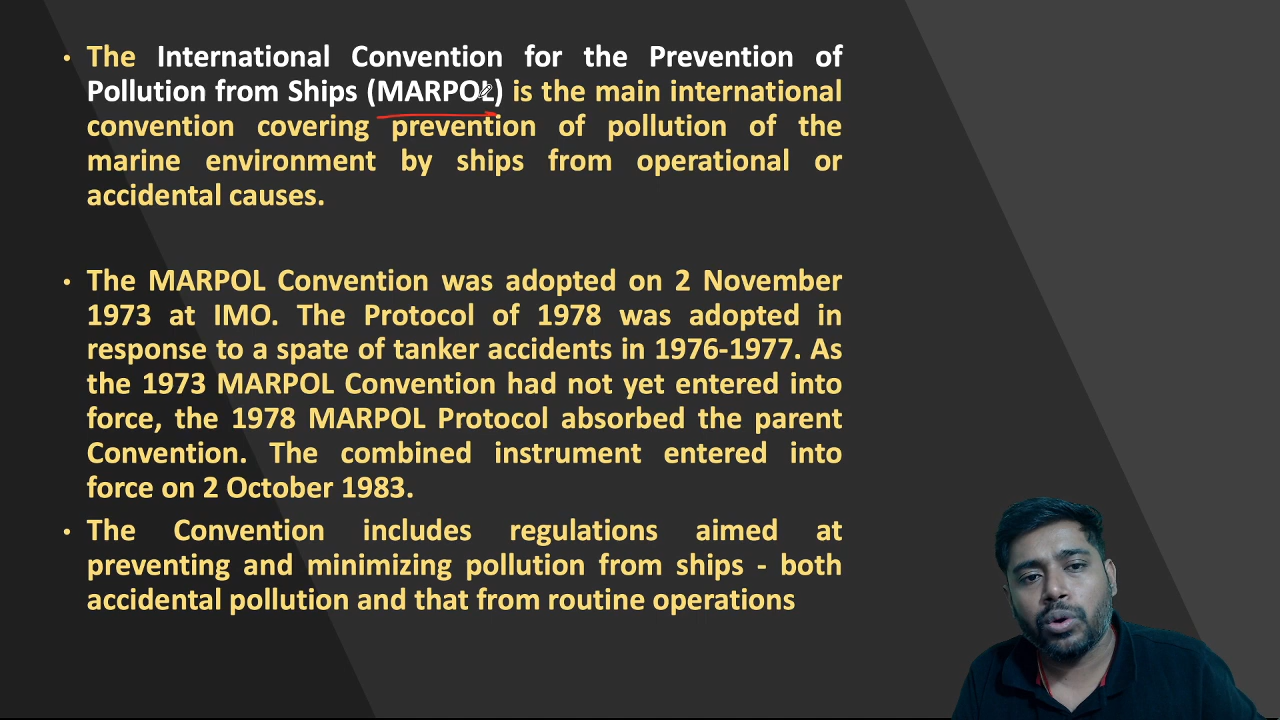 • The International Convention for the Prevention of
Pollution from Ships (MARPOL) is the main international
convention covering prevention of pollution of the
marine environment by ships from operational or
accidental causes.
• The MARPOL Convention was adopted on 2 November
1973 at IMO. The Protocol of 1978 was adopted in
response to a spate of tanker accidents in 1976-1977. As
the 1973 MARPOL Convention had not yet entered into
force, the 1978 MARPOL Protocol absorbed the parent
Convention. The combined instrument entered into
force on 2 October 1983.
• The Convention includes regulations aimed at
preventing and minimizing pollution from ships - both
accidental pollution and that from routine operations